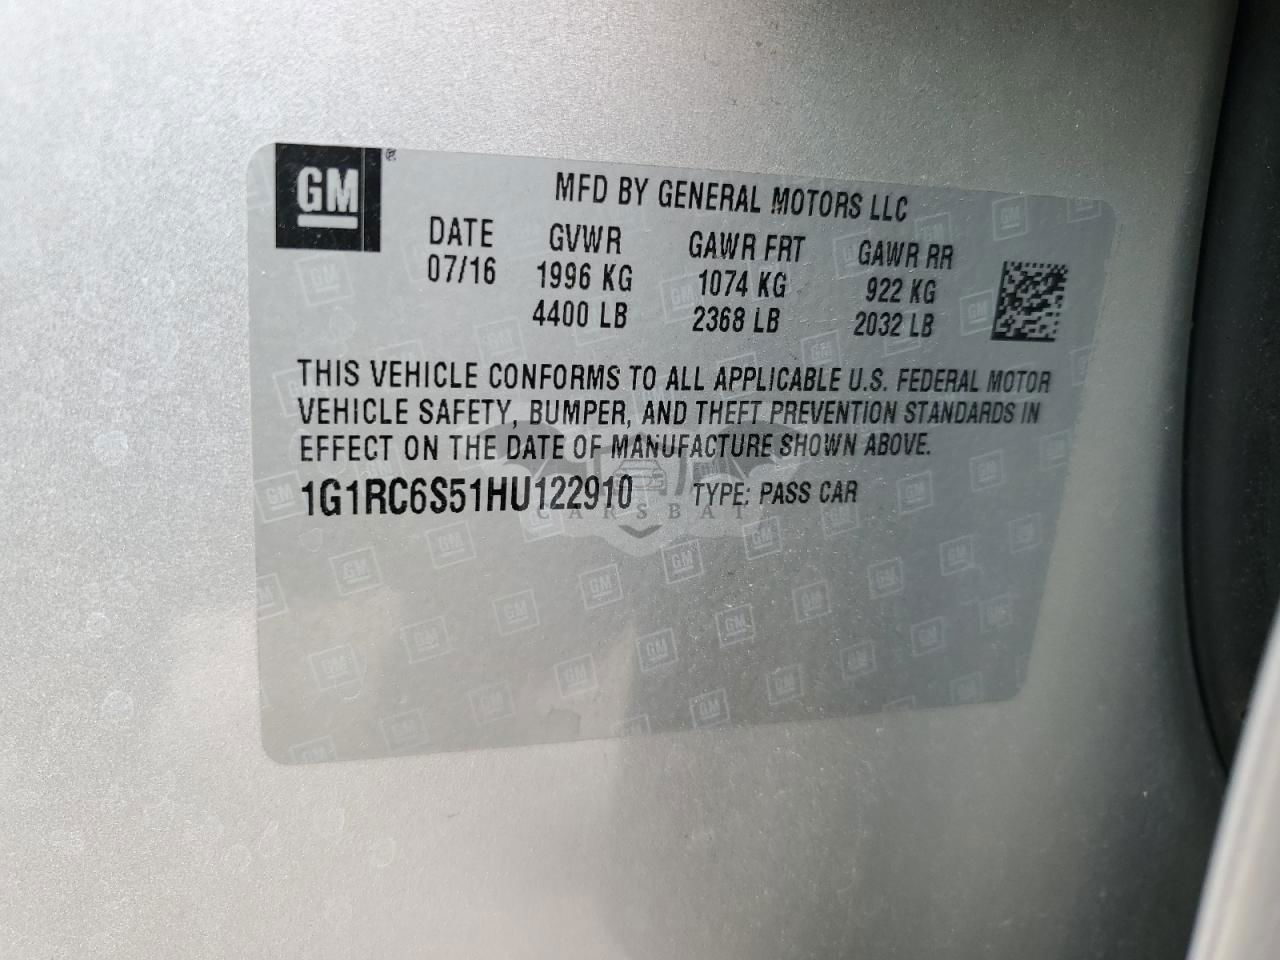 GM ®
MFD BY GENERAL MOTORS LLC
DATE GVWR GAWR FRT GAWR RR
07/16 1996 KG 1074 KG 922 KG
4400 LB 2368 LB 2032 LB
THIS VEHICLE CONFORMS TO ALL APPLICABLE U.S. FEDERAL MOTOR
VEHICLE SAFETY, BUMPER, AND THEFT PREVENTION STANDARDS IN
EFFECT ON THE DATE OF MANUFACTURE SHOWN ABOVE.
1G1RC6S51HU122910 TYPE: PASS CAR
CARSBAT